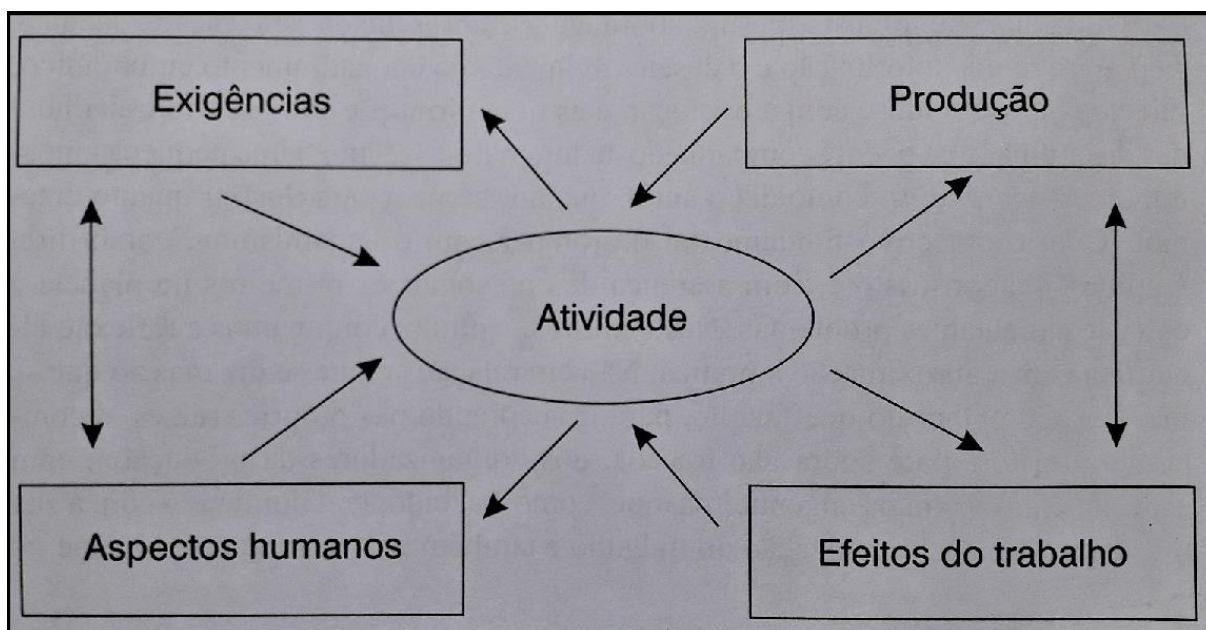 Exigências
Produção
Atividade
Aspectos humanos
Efeitos do trabalho